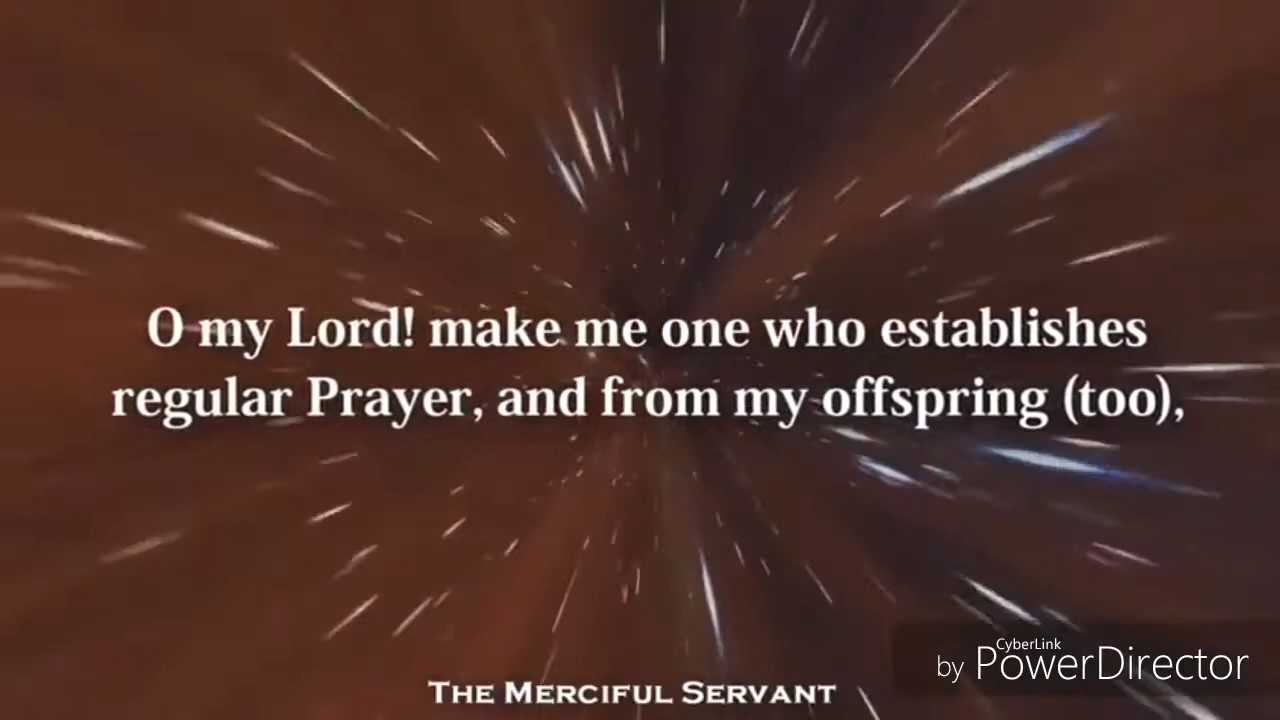 O my Lord! make me one who establishes
regular Prayer, and from my offspring (too),
CyberLink
by PowerDirector
The Merciful Servant